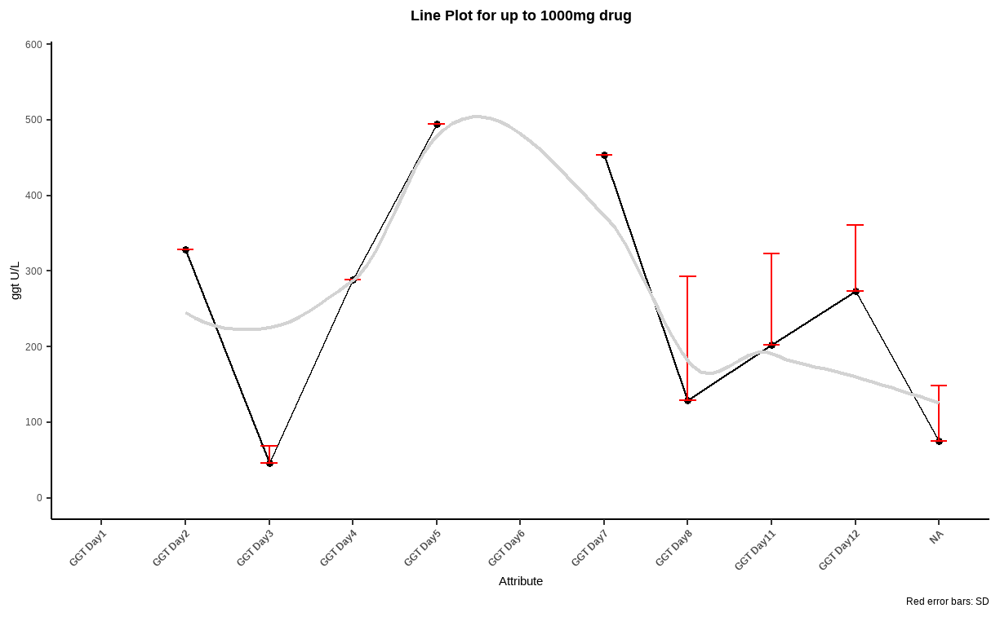 Line Plot for up to 1000mg drug
600
500
400
300
200
100
0
ggt U/L
GGT Day1
GGT Day2
GGT Day3
GGT Day4
GGT Day5
GGT Day6
GGT Day7
GGT Day8
GGT Day11
GGT Day12
NA
Attribute
Red error bars: SD